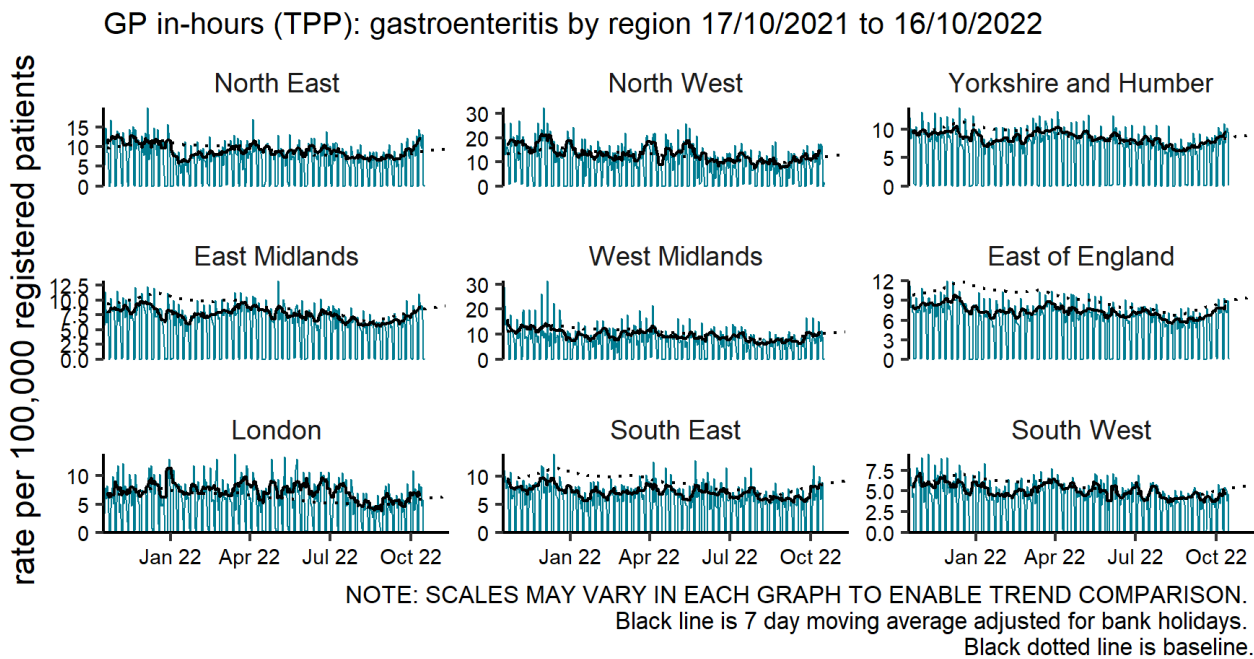 GP in-hours (TPP): gastroenteritis by region 17/10/2021 to 16/10/2022
rate per 100,000 registered patients
North East
15
10
5
0
North West
30
20
10
0
Yorkshire and Humber
10
5
0
East Midlands
12.5
10.0
7.5
5.0
2.5
0.0
West Midlands
30
20
10
0
East of England
12
9
6
3
0
London
10
5
0
South East
10
5
0
South West
7.5
5.0
2.5
0.0
Jan 22 Apr 22 Jul 22 Oct 22
Jan 22 Apr 22 Jul 22 Oct 22
Jan 22 Apr 22 Jul 22 Oct 22
NOTE: SCALES MAY VARY IN EACH GRAPH TO ENABLE TREND COMPARISON.
Black line is 7 day moving average adjusted for bank holidays.
Black dotted line is baseline.